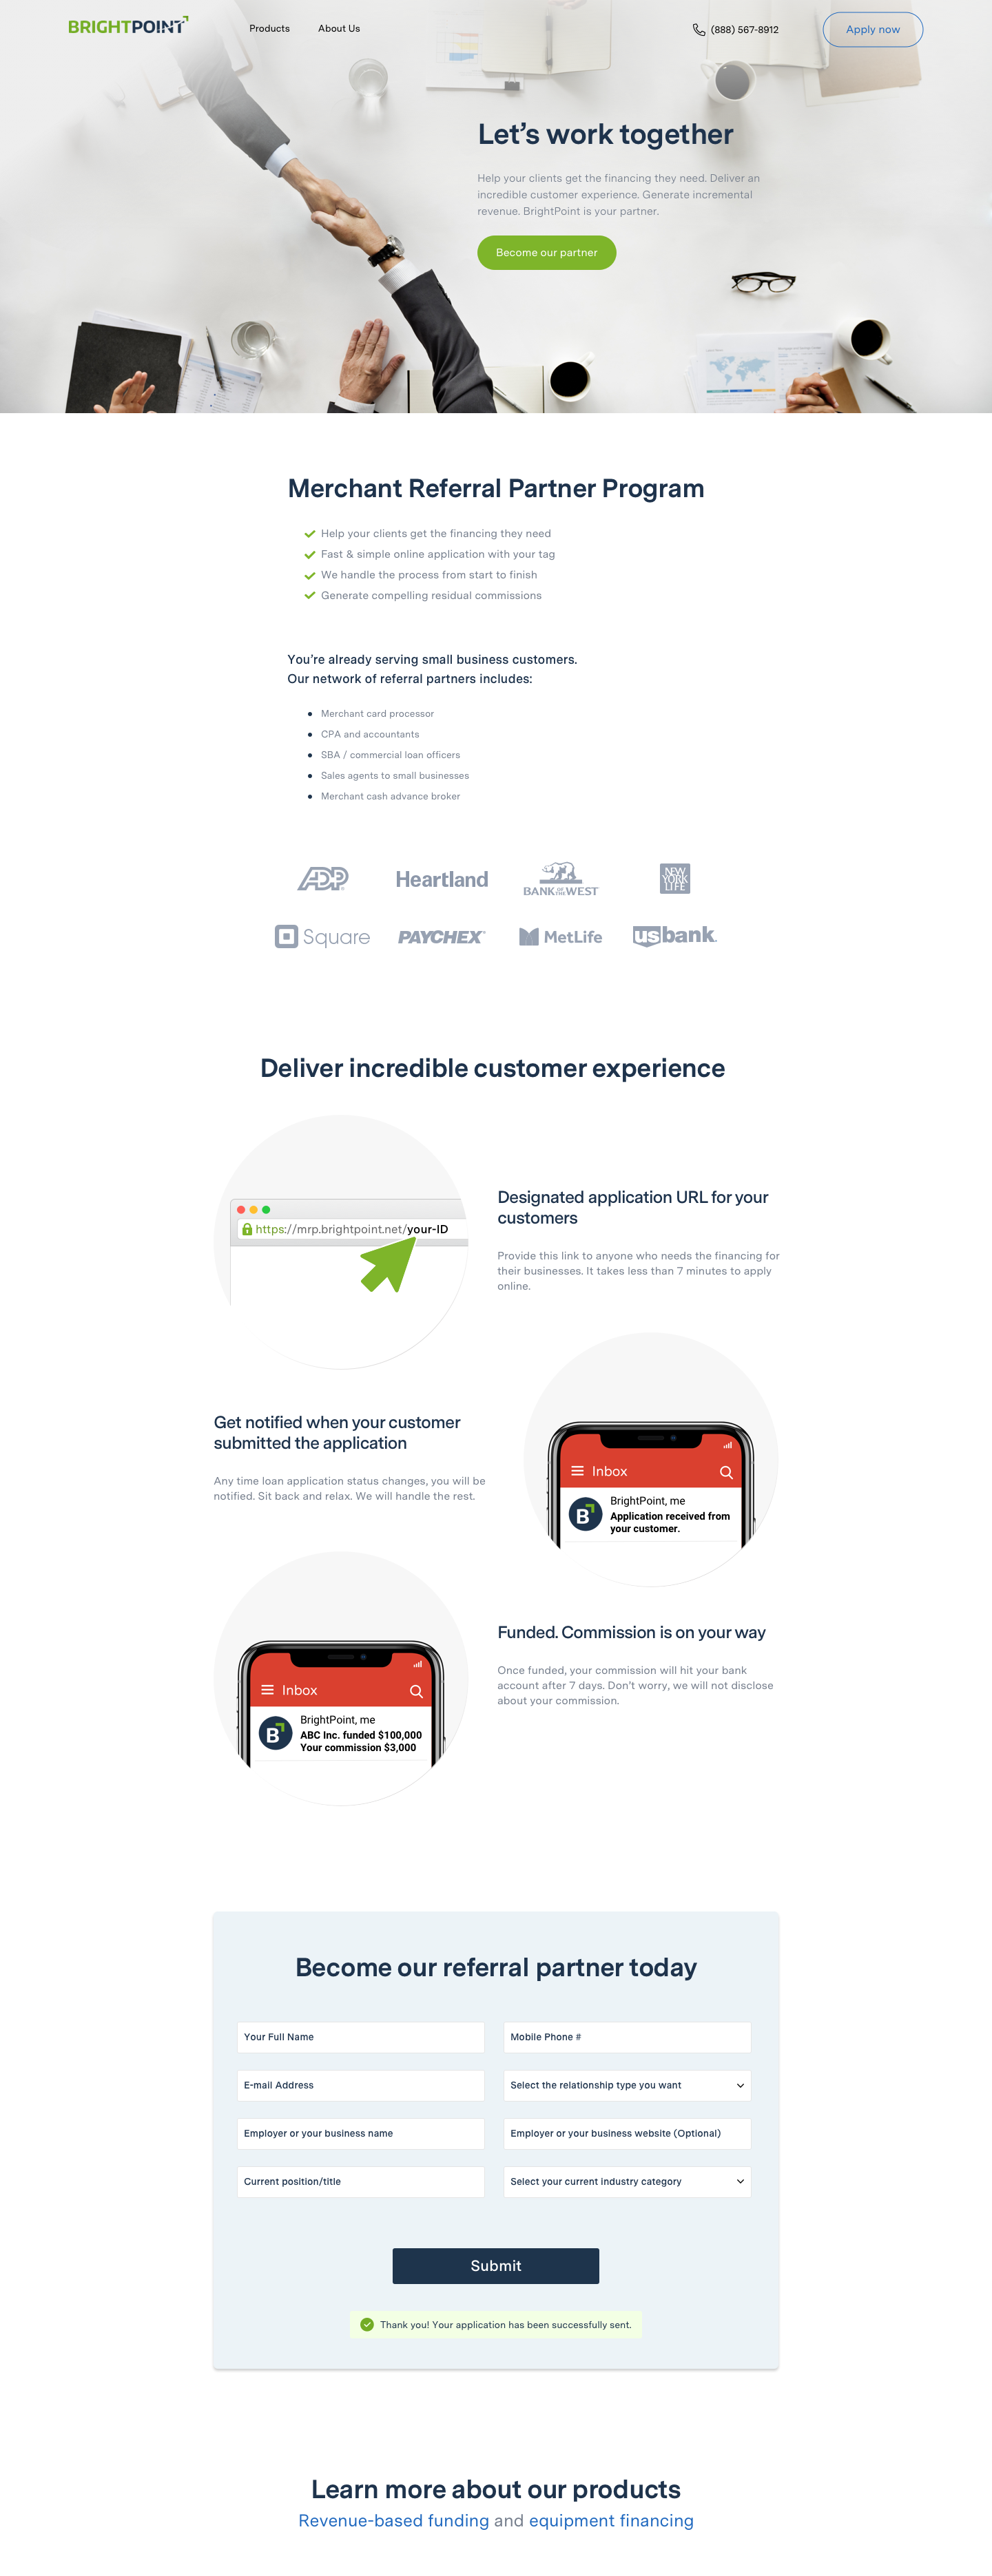 BRIGHTPOINT
Products
About Us
(888) 567-8912
Apply now
Let’s work together
Help your clients get the financing they need. Deliver an
incredible customer experience. Generate incremental
revenue. BrightPoint is your partner.
Become our partner
Merchant Referral Partner Program
Help your clients get the financing they need
Fast & simple online application with your tag
We handle the process from start to finish
Generate compelling residual commissions
You’re already serving small business customers.
Our network of referral partners includes:
Merchant card processor
CPA and accountants
SBA / commercial loan officers
Sales agents to small businesses
Merchant cash advance broker
ADP
Heartland
BANK OF THE WEST
NEW
YORK
LIFE
Square
PAYCHEX
MetLife
usbank.
Deliver incredible customer experience
https://mrp.brightpoint.net/your-ID
Designated application URL for your
customers
Provide this link to anyone who needs the financing for
their businesses. It takes less than 7 minutes to apply
online.
Get notified when your customer
submitted the application
Any time loan application status changes, you will be
notified. Sit back and relax. We will handle the rest.
Inbox
B
BrightPoint, me
Application received from
your customer.
Inbox
B
BrightPoint, me
ABC Inc. funded $100,000
Your commission $3,000
Funded. Commission is on your way
Once funded, your commission will hit your bank
account after 7 days. Don’t worry, we will not disclose
about your commission.
Become our referral partner today
Your Full Name
Mobile Phone #
E-mail Address
Select the relationship type you want
Employer or your business name
Employer or your business website (Optional)
Current position/title
Select your current industry category
Submit
Thank you! Your application has been successfully sent.
Learn more about our products
Revenue-based funding and equipment financing